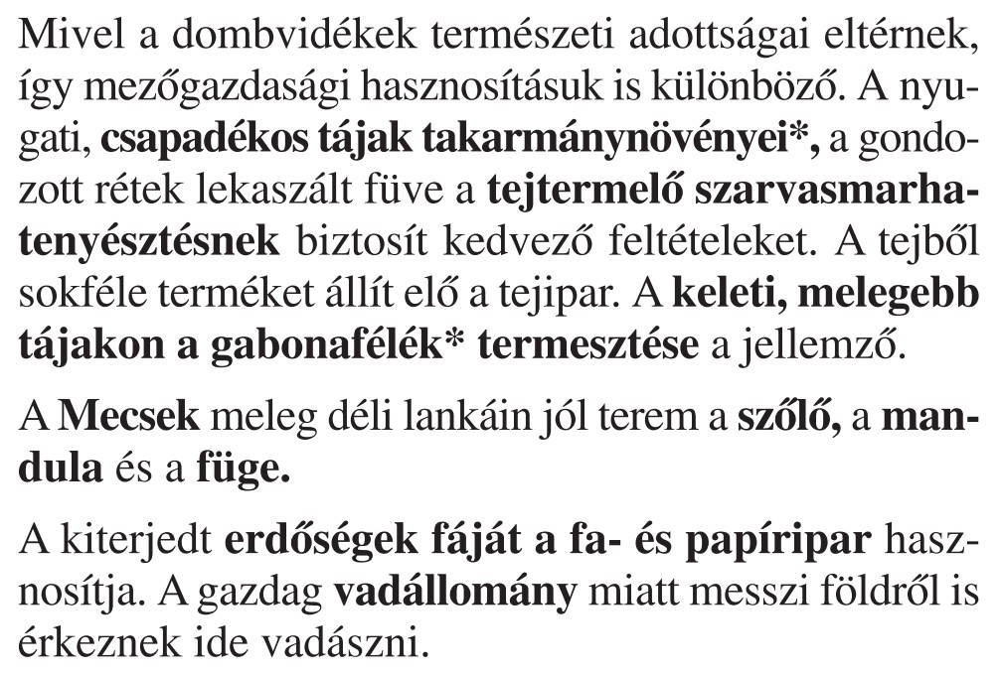 Mivel a dombvidékek természeti adottságai eltérnek,
így mezőgazdasági hasznosításuk is különböző. A nyu-
gati, csapadékos tájak takarmánynövényei*, a gondo-
zott rétek lekaszált füve a tejtermelő szarvasmarha-
tenyésztésnek biztosít kedvező feltételeket. A tejből
sokféle terméket állít elő a tejipar. A keleti, melegebb
tájakon a gabonafélék* termesztése a jellemző.
A Mecsek meleg déli lankáin jól terem a szőlő, a man-
dula és a füge.
A kiterjedt erdőségek fáját a fa- és papíripar hasz-
nosítja. A gazdag vadállomány miatt messzi földről is
érkeznek ide vadászni.